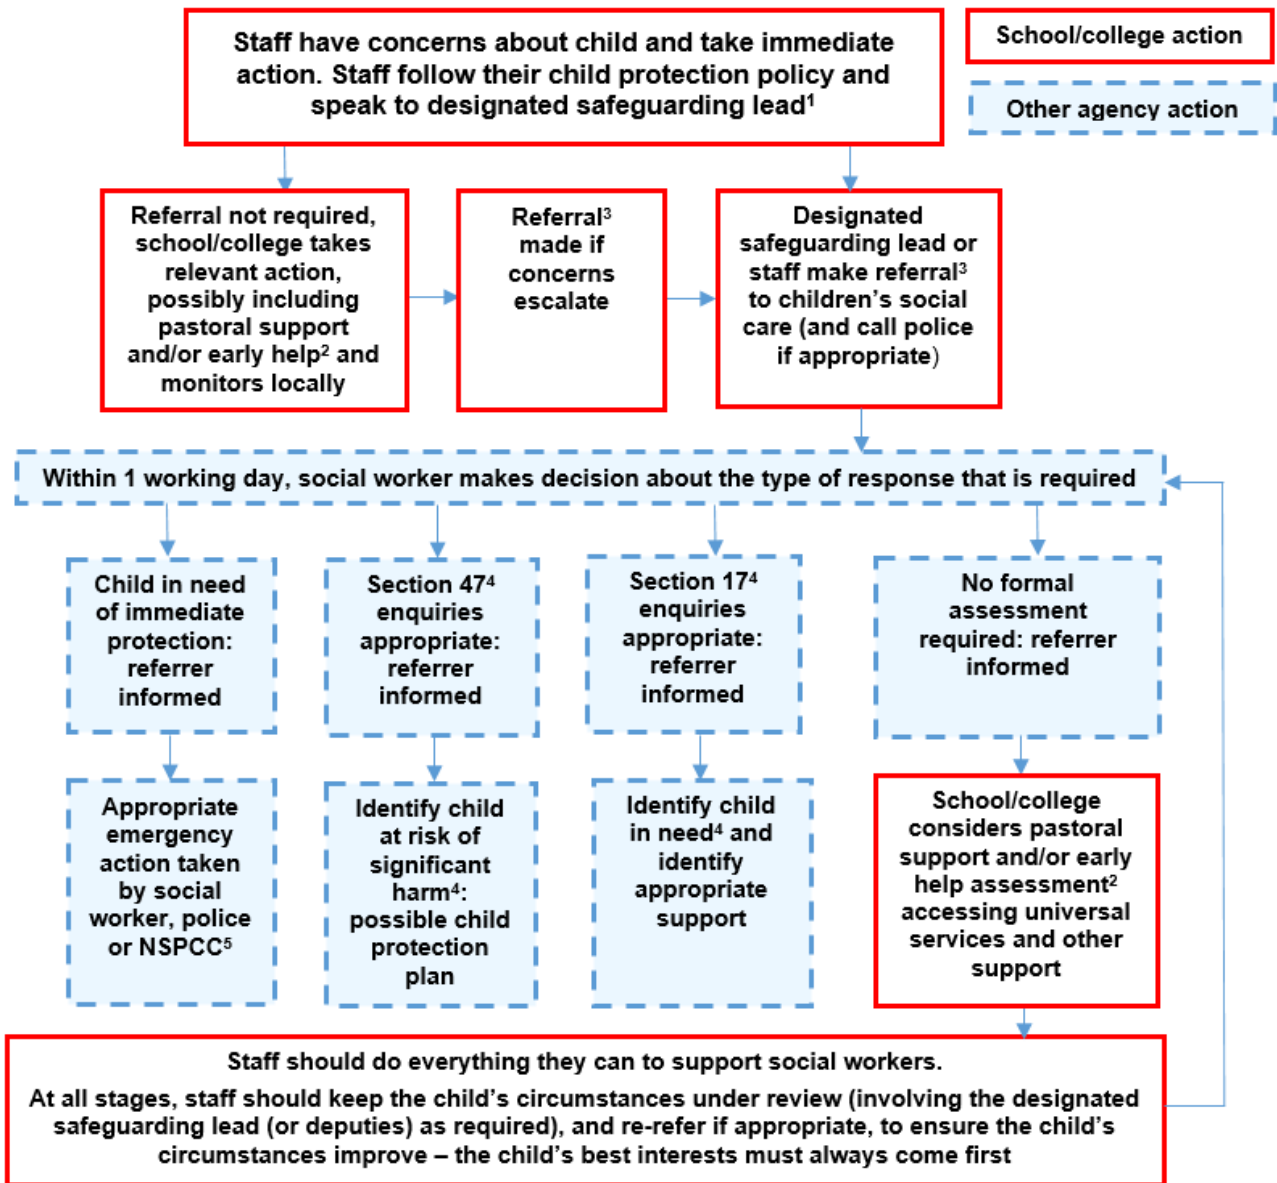 Staff have concerns about child and take immediate
action. Staff follow their child protection policy and
speak to designated safeguarding lead¹
School/college action
Other agency action
Referral not required,
school/college takes
relevant action,
possibly including
pastoral support
and/or early help² and
monitors locally
Referral³
made if
concerns
escalate
Designated
safeguarding lead or
staff make referral³
to children’s social
care (and call police
if appropriate)
Within 1 working day, social worker makes decision about the type of response that is required
Child in need
of immediate
protection:
referrer
informed
Section 47⁴
enquiries
appropriate:
referrer
informed
Section 17⁴
enquiries
appropriate:
referrer
informed
No formal
assessment
required: referrer
informed
Appropriate
emergency
action taken
by social
worker, police
or NSPCC⁵
Identify child
at risk of
significant
harm⁴:
possible child
protection
plan
Identify child
in need⁴ and
identify
appropriate
support
School/college
considers pastoral
support and/or early
help assessment²
accessing universal
services and other
support
Staff should do everything they can to support social workers.
At all stages, staff should keep the child’s circumstances under review (involving the designated
safeguarding lead (or deputies) as required), and re-refer if appropriate, to ensure the child’s
circumstances improve – the child’s best interests must always come first